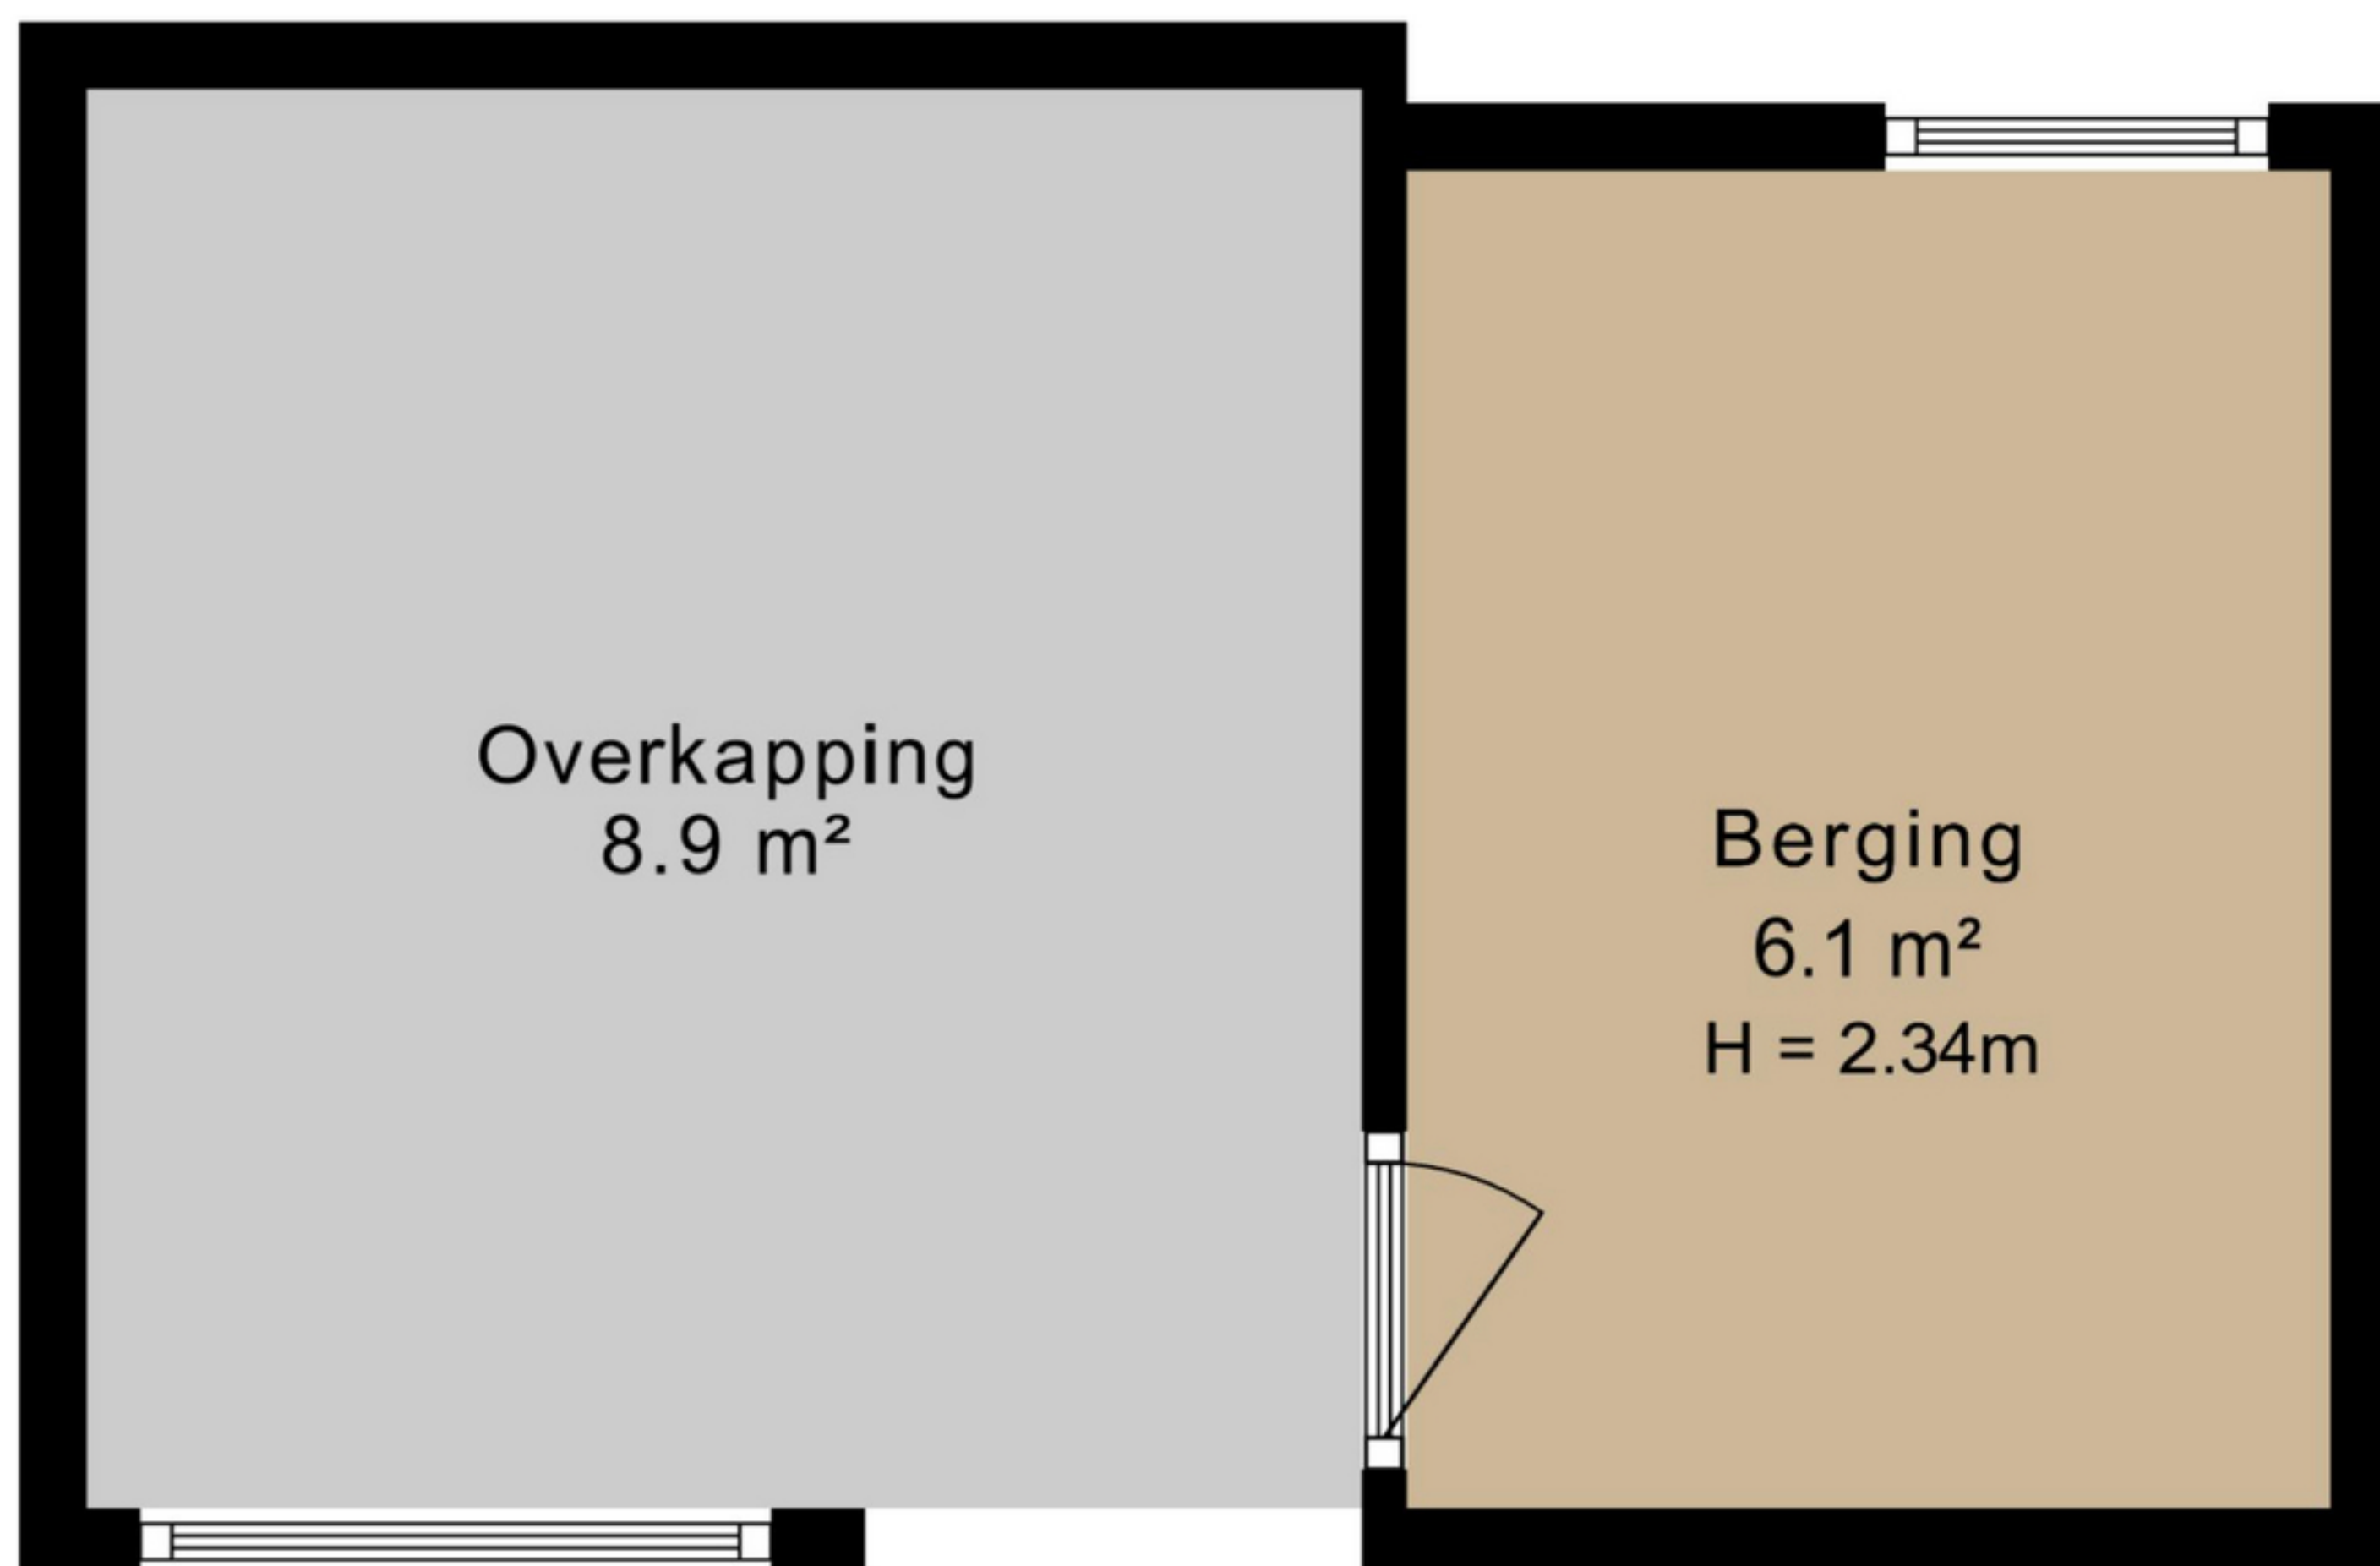 Overkapping
8.9 m²
Berging
6.1 m²
H = 2.34m